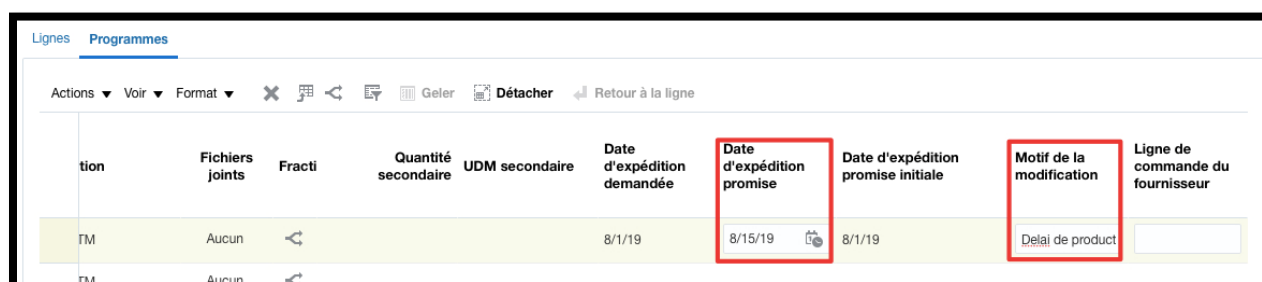 Lignes Programmes
Actions Voir Format Geler Détacher Retour à la ligne
tion Fichiers joints Fracti Quantité secondaire UDM secondaire Date d'expédition demandée Date d'expédition promise Date d'expédition promise initiale Motif de la modification Ligne de commande du fournisseur
TM Aucun 8/1/19 8/15/19 8/1/19 Delai de product
TM Aucun